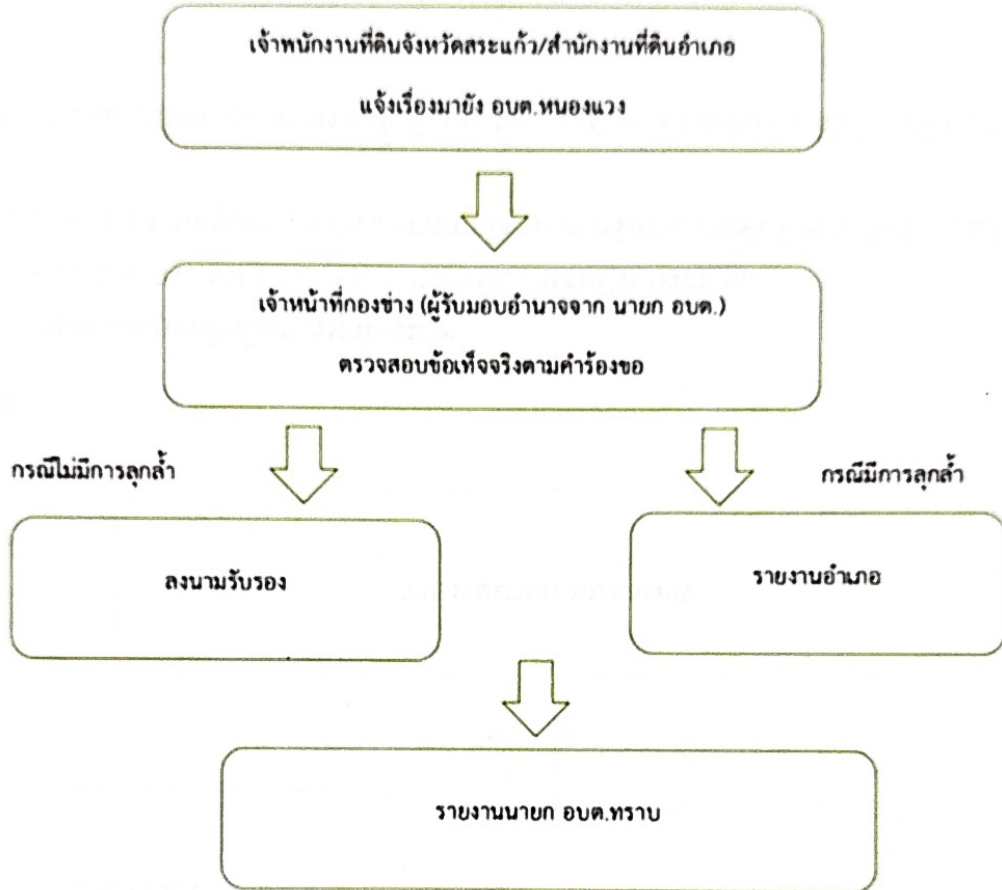 เจ้าพนักงานที่ดินจังหวัดสระแก้ว/สำนักงานที่ดินอำเภอ
แจ้งเรื่องมายัง อบต.หนองแวง
เจ้าหน้าที่กองช่าง (ผู้รับมอบอำนาจจาก นายก อบต.)
ตรวจสอบข้อเท็จจริงตามคำร้องขอ
กรณีไม่มีการลุกล้ำ
กรณีมีการลุกล้ำ
ลงนามรับรอง
รายงานอำเภอ
รายงานนายก อบต.ทราบ